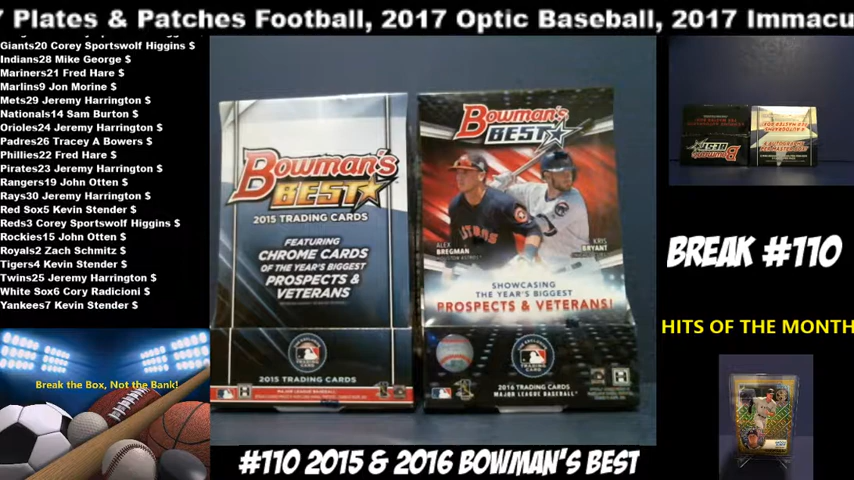 7 Plates & Patches Football, 2017 Optic Baseball, 2017 Immacu
Giants20 Corey Sportswolf Higgins $
Indians28 Mike George $
Mariners21 Fred Hare $
Marlins9 Jon Morine $
Mets29 Jeremy Harrington $
Nationals14 Sam Burton $
Orioles24 Jeremy Harrington $
Padres26 Tracey A Bowers $
Phillies22 Fred Hare $
Pirates23 Jeremy Harrington $
Rangers19 John Otten $
Rays30 Jeremy Harrington $
Red Sox5 Kevin Stender $
Reds3 Corey Sportswolf Higgins $
Rockies15 John Otten $
Royals2 Zach Schmitz $
Tigers4 Kevin Stender $
Twins25 Jeremy Harrington $
White Sox6 Cory Radicioni $
Yankees7 Kevin Stender $
Break the Box, Not the Bank!
Bowman's
BEST
2015 TRADING CARDS
FEATURING
CHROME CARDS
OF THE YEAR'S BIGGEST
PROSPECTS &
VETERANS
2015 TRADING CARDS
Bowman's
BEST
ALEX
BREGMAN
KRIS
BRYANT
SHOWCASING
THE YEAR'S BIGGEST
PROSPECTS & VETERANS!
2016 TRADING CARDS
MAJOR LEAGUE BASEBALL
#110 2015 & 2016 BOWMAN'S BEST
BREAK #110
HITS OF THE MONTH